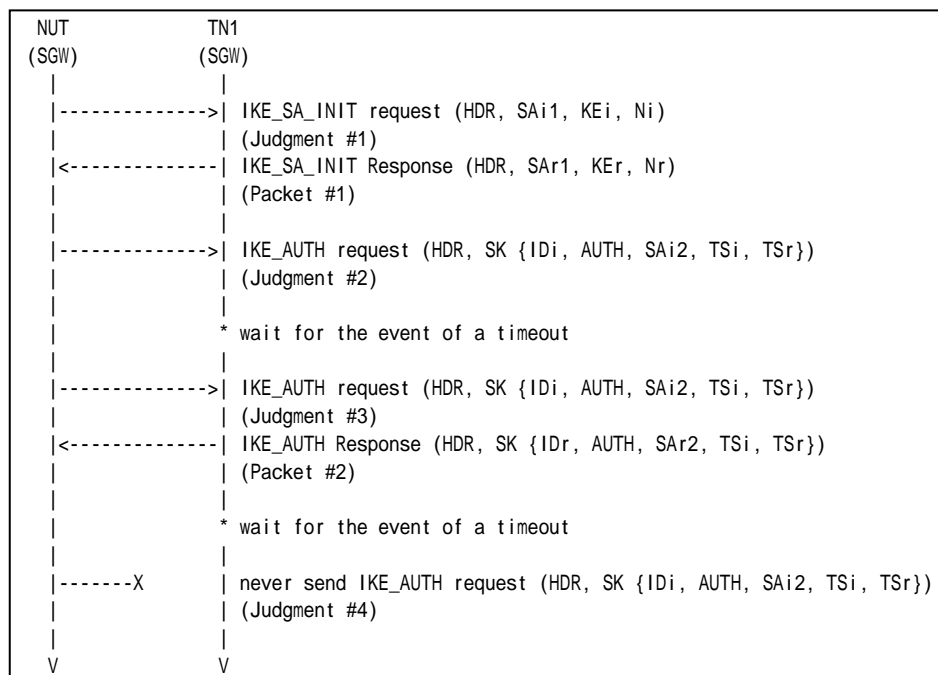 NUT TN1
(SGW) (SGW)
| |
|-------------->| IKE_SA_INIT request (HDR, SAi1, KEi, Ni)
| | (Judgment #1)
|<--------------| IKE_SA_INIT Response (HDR, SAr1, KEr, Nr)
| | (Packet #1)
| |
|-------------->| IKE_AUTH request (HDR, SK {IDi, AUTH, SAi2, TSi, TSr})
| | (Judgment #2)
| |
| * wait for the event of a timeout
| |
|-------------->| IKE_AUTH request (HDR, SK {IDi, AUTH, SAi2, TSi, TSr})
| | (Judgment #3)
|<--------------| IKE_AUTH Response (HDR, SK {IDr, AUTH, SAr2, TSi, TSr})
| | (Packet #2)
| |
| * wait for the event of a timeout
| |
|-------X | never send IKE_AUTH request (HDR, SK {IDi, AUTH, SAi2, TSi, TSr})
| | (Judgment #4)
| |
V V